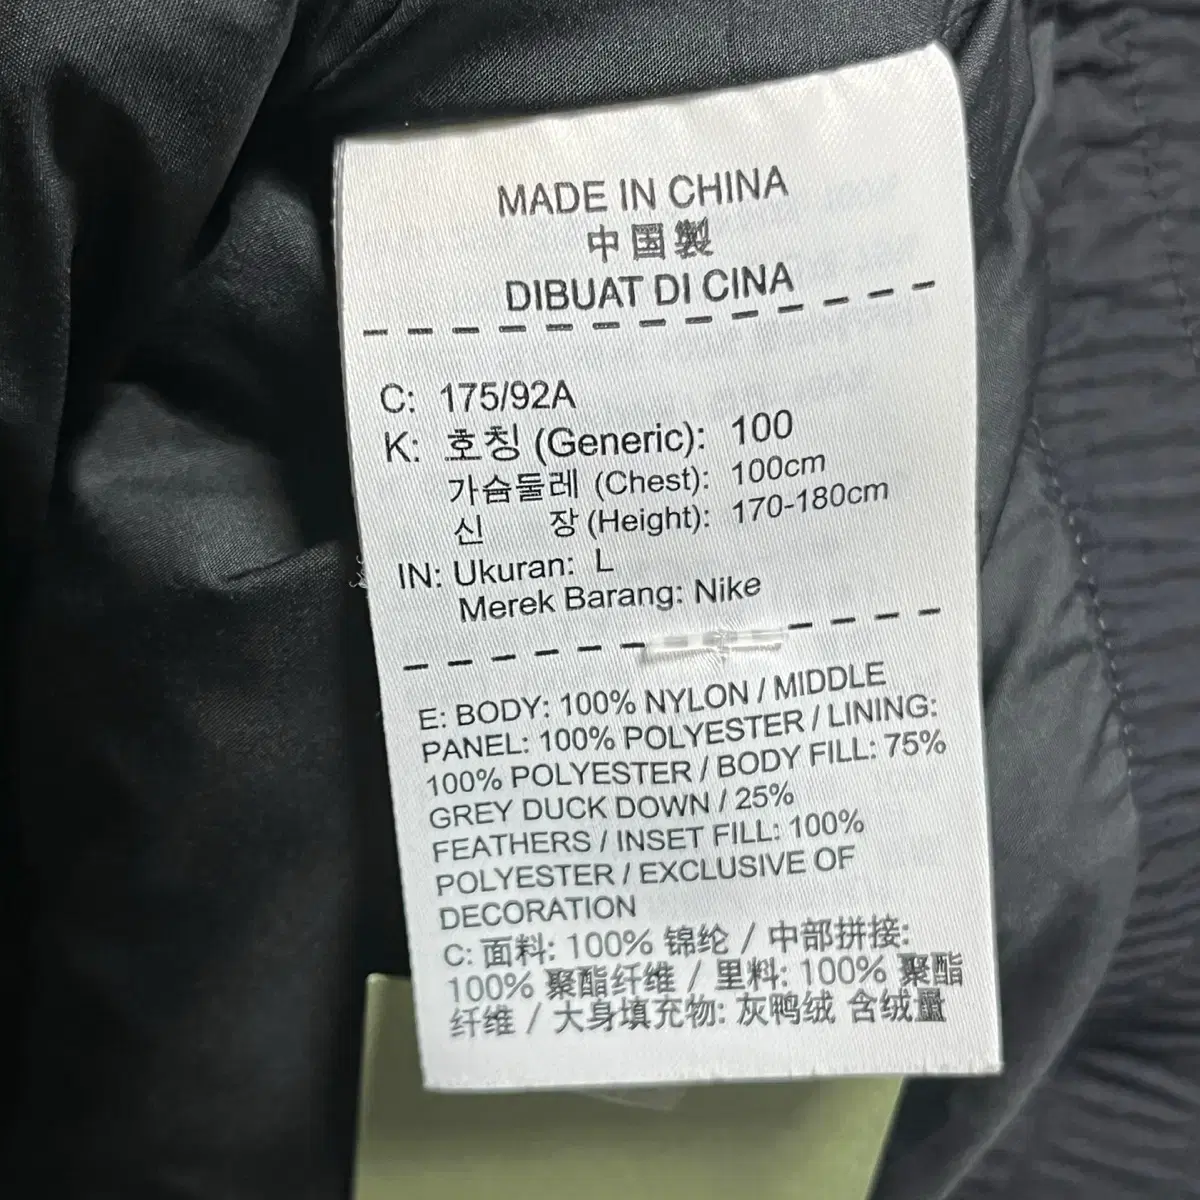 MADE IN CHINA
中国製
DIBUAT DI CINA
C: 175/92A
K: 호칭 (Generic): 100
가슴둘레 (Chest): 100cm
신 장 (Height): 170-180cm
IN: Ukuran: L
Merek Barang: Nike
E: BODY: 100% NYLON / MIDDLE
PANEL: 100% POLYESTER / LINING:
100% POLYESTER / BODY FILL: 75%
GREY DUCK DOWN / 25%
FEATHERS / INSET FILL: 100%
POLYESTER / EXCLUSIVE OF
DECORATION
C: 面料: 100% 锦纶 / 中部拼接:
100% 聚酯纤维 / 里料: 100% 聚酯
纤维 / 大身填充物: 灰鸭绒 含绒量